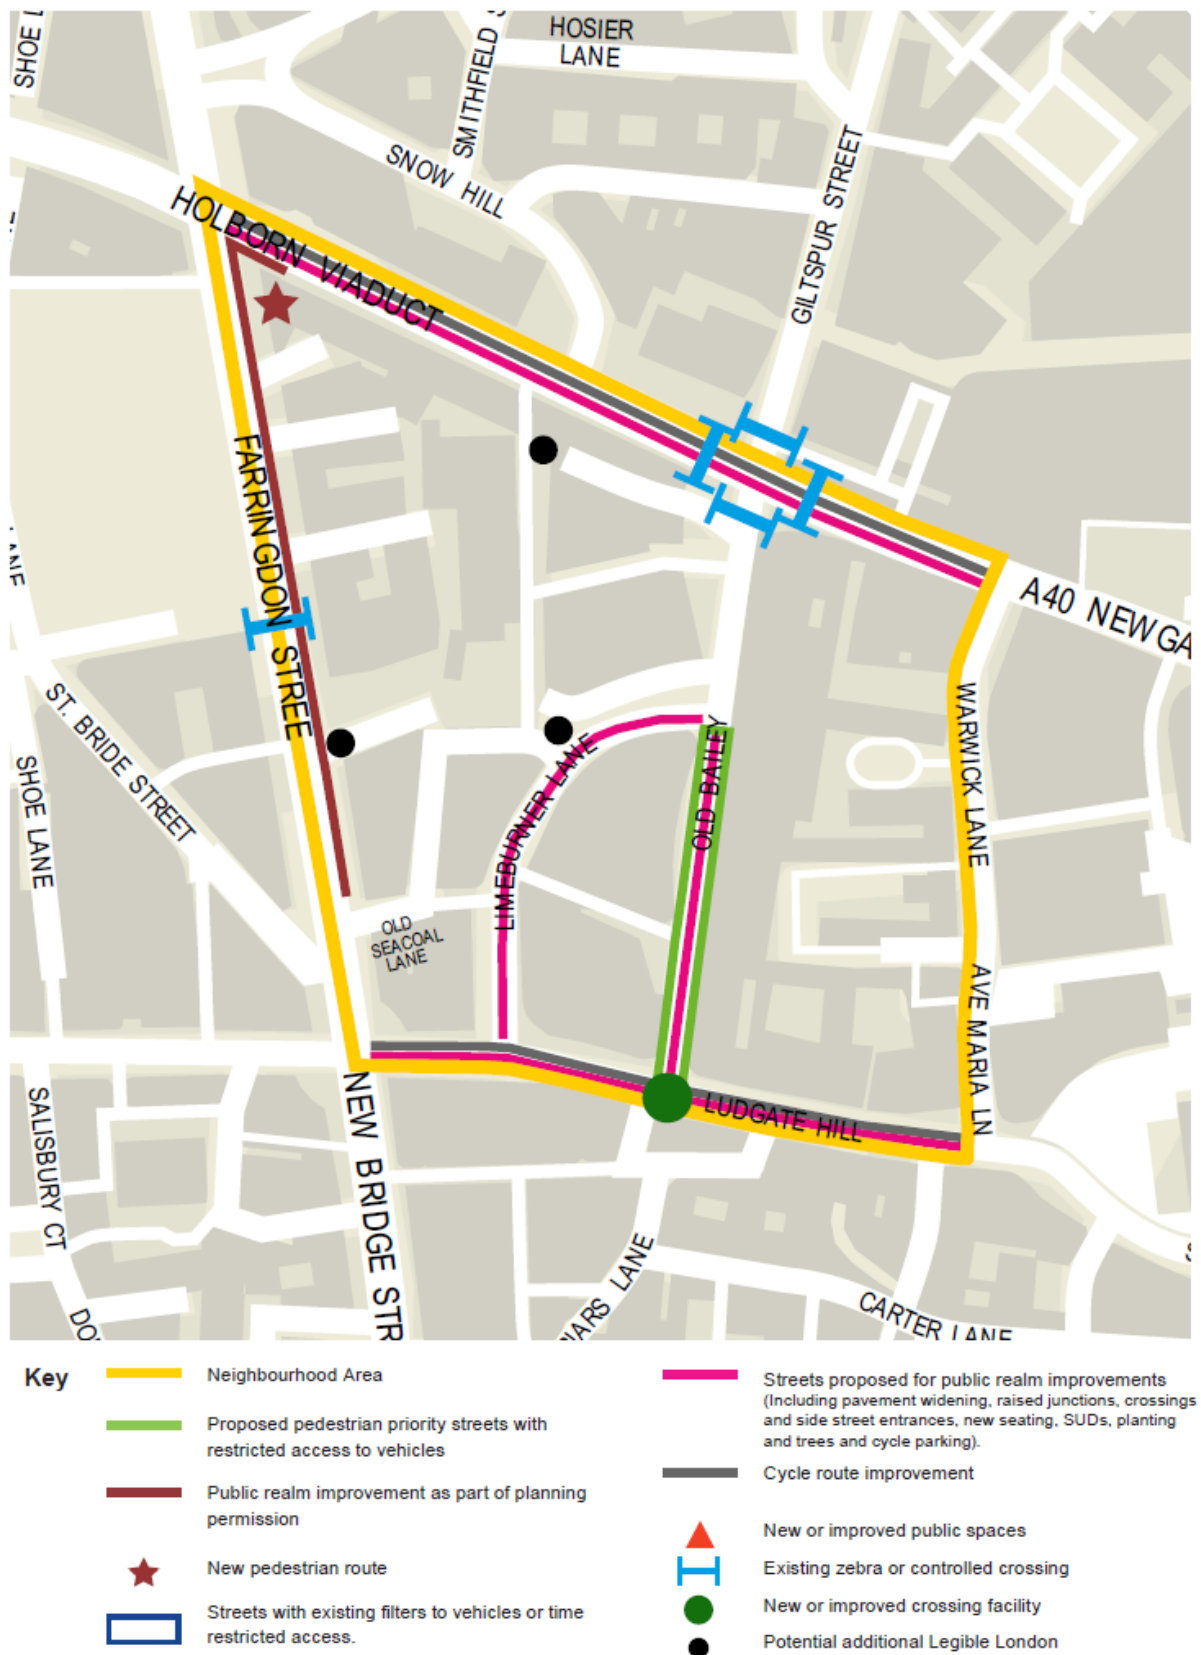 SHOE L
HOSIER
LANE
SMITHFIELD S
SNOW HILL
GILTSPUR STREET
HOLBORN VIADUCT
FARRINGDON STREE
A40 NEWGA
LANE
ST. BRIDE STREET
SHOE LANE
WARWICK LANE
OLD BAILEY
LIMEBURNER LANE
OLD
SEACOAL
LANE
AVE MARIA LN
LUDGATE HILL
NEW BRIDGE STR
SALISBURY CT
IARS LANE
CARTER LANE
S
DO
Key
Neighbourhood Area
Proposed pedestrian priority streets with
restricted access to vehicles
Public realm improvement as part of planning
permission
New pedestrian route
Streets with existing filters to vehicles or time
restricted access.
Streets proposed for public realm improvements
(Including pavement widening, raised junctions, crossings
and side street entrances, new seating, SUDs, planting
and trees and cycle parking).
Cycle route improvement
New or improved public spaces
Existing zebra or controlled crossing
New or improved crossing facility
Potential additional Legible London